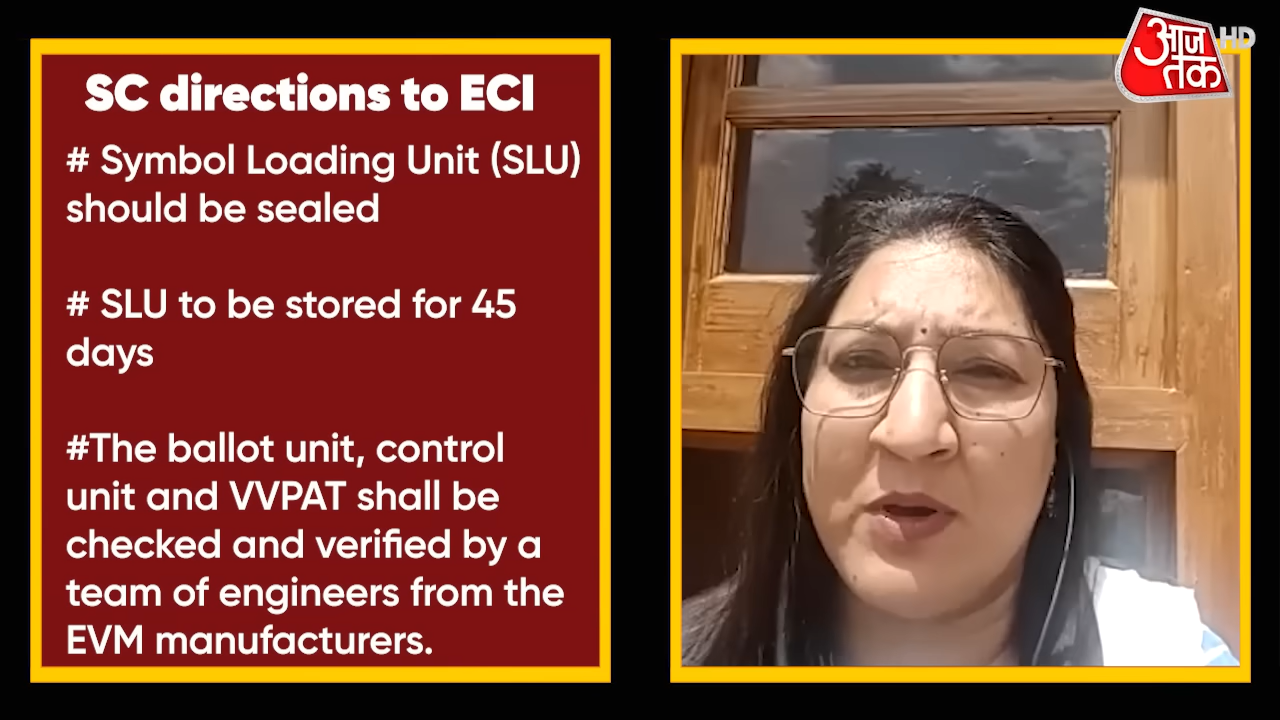 SC directions to ECI
# Symbol Loading Unit (SLU)
should be sealed
# SLU to be stored for 45
days
#The ballot unit, control
unit and VVPAT shall be
checked and verified by a
team of engineers from the
EVM manufacturers.
आज
तक
HD